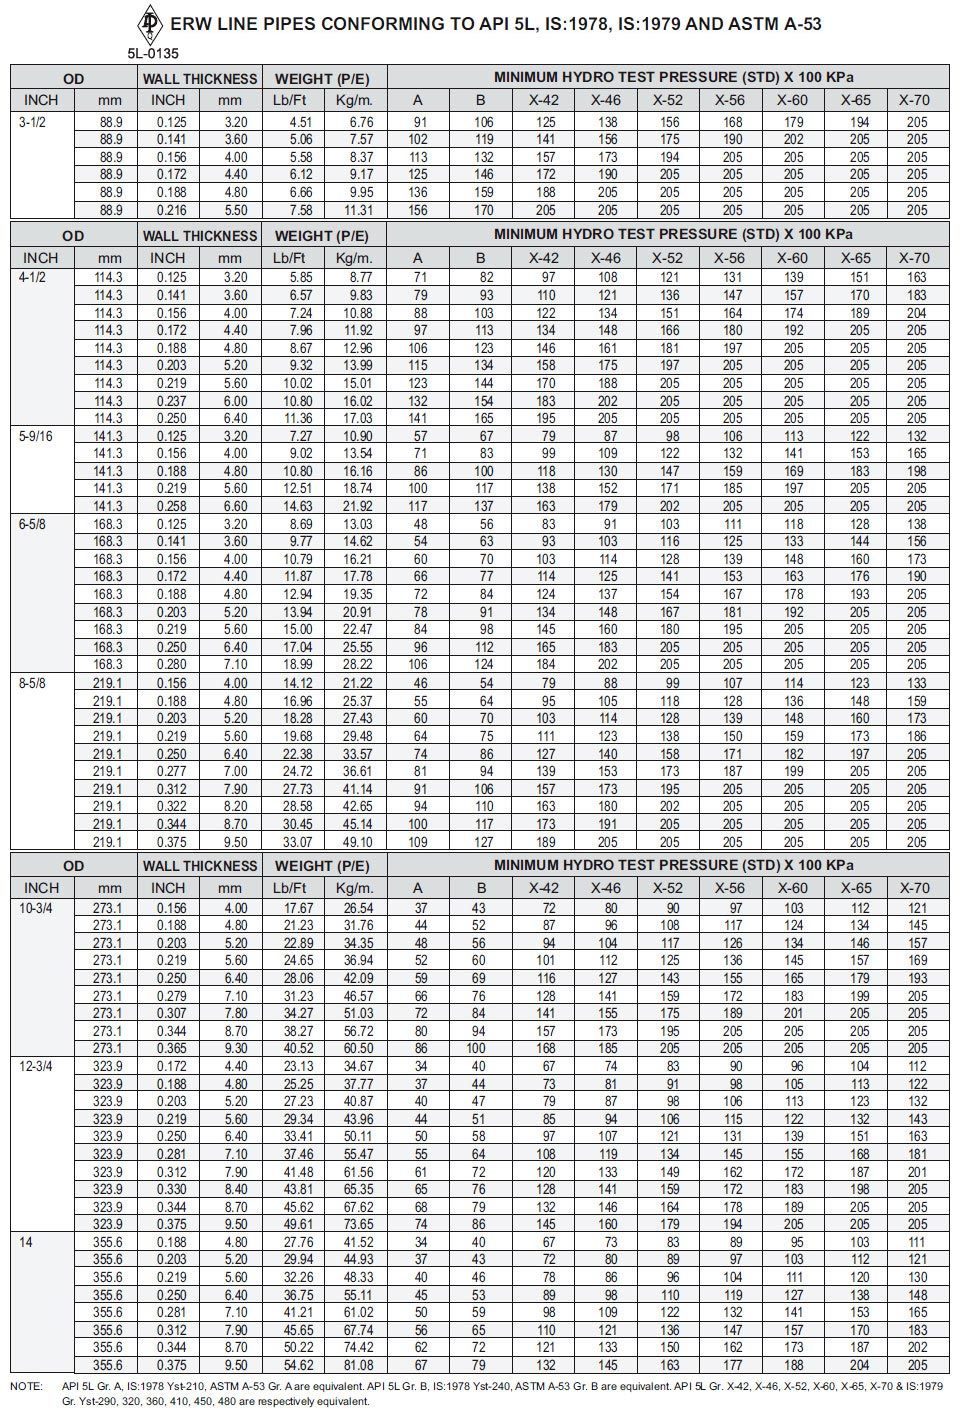 ERW LINE PIPES CONFORMING TO API 5L, IS:1978, IS:1979 AND ASTM A-53
5L-0135
OD WALL THICKNESS WEIGHT (P/E) MINIMUM HYDRO TEST PRESSURE (STD) X 100 KPa
INCH mm INCH mm Lb/Ft Kg/m. A B X-42 X-46 X-52 X-56 X-60 X-65 X-70
3-1/2 88.9 0.125 3.20 4.51 6.76 91 106 125 138 156 168 179 194 205
88.9 0.141 3.60 5.06 7.57 102 119 141 156 175 190 202 205 205
88.9 0.156 4.00 5.58 8.37 113 132 157 173 194 205 205 205 205
88.9 0.172 4.40 6.12 9.17 125 146 172 190 205 205 205 205 205
88.9 0.188 4.80 6.66 9.95 136 159 188 205 205 205 205 205 205
88.9 0.216 5.50 7.58 11.31 156 170 205 205 205 205 205 205 205
OD WALL THICKNESS WEIGHT (P/E) MINIMUM HYDRO TEST PRESSURE (STD) X 100 KPa
INCH mm INCH mm Lb/Ft Kg/m. A B X-42 X-46 X-52 X-56 X-60 X-65 X-70
4-1/2 114.3 0.125 3.20 5.85 8.77 71 82 97 108 121 131 139 151 163
114.3 0.141 3.60 6.57 9.83 79 93 110 121 136 147 157 170 183
114.3 0.156 4.00 7.24 10.88 88 103 122 134 151 164 174 189 204
114.3 0.172 4.40 7.96 11.92 97 113 134 148 166 180 192 205 205
114.3 0.188 4.80 8.67 12.96 106 123 146 161 181 197 205 205 205
114.3 0.203 5.20 9.32 13.99 115 134 158 175 197 205 205 205 205
114.3 0.219 5.60 10.02 15.01 123 144 170 188 205 205 205 205 205
114.3 0.237 6.00 10.80 16.02 132 154 183 202 205 205 205 205 205
114.3 0.250 6.40 11.36 17.03 141 165 195 205 205 205 205 205 205
5-9/16 141.3 0.125 3.20 7.27 10.90 57 67 79 87 98 106 113 122 132
141.3 0.156 4.00 9.02 13.54 71 83 99 109 122 132 141 153 165
141.3 0.188 4.80 10.80 16.16 86 100 118 130 147 159 169 183 198
141.3 0.219 5.60 12.51 18.74 100 117 138 152 171 185 197 205 205
141.3 0.258 6.60 14.63 21.92 117 137 163 179 202 205 205 205 205
6-5/8 168.3 0.125 3.20 8.69 13.03 48 56 83 91 103 111 118 128 138
168.3 0.141 3.60 9.77 14.62 54 63 93 103 116 125 133 144 156
168.3 0.156 4.00 10.79 16.21 60 70 103 114 128 139 148 160 173
168.3 0.172 4.40 11.87 17.78 66 77 114 125 141 153 163 176 190
168.3 0.188 4.80 12.94 19.35 72 84 124 137 154 167 178 193 205
168.3 0.203 5.20 13.94 20.91 78 91 134 148 167 181 192 205 205
168.3 0.219 5.60 15.00 22.47 84 98 145 160 180 195 205 205 205
168.3 0.250 6.40 17.04 25.55 96 112 165 183 205 205 205 205 205
168.3 0.280 7.10 18.99 28.22 106 124 184 202 205 205 205 205 205
8-5/8 219.1 0.156 4.00 14.12 21.22 46 54 79 88 99 107 114 123 133
219.1 0.188 4.80 16.96 25.37 55 64 95 105 118 128 136 148 159
219.1 0.203 5.20 18.28 27.43 60 70 103 114 128 139 148 160 173
219.1 0.219 5.60 19.68 29.48 64 75 111 123 138 150 159 173 186
219.1 0.250 6.40 22.38 33.57 74 86 127 140 158 171 182 197 205
219.1 0.277 7.00 24.72 36.61 81 94 139 153 173 187 199 205 205
219.1 0.312 7.90 27.73 41.14 91 106 157 173 195 205 205 205 205
219.1 0.322 8.20 28.58 42.65 94 110 163 180 202 205 205 205 205
219.1 0.344 8.70 30.45 45.14 100 117 173 191 205 205 205 205 205
219.1 0.375 9.50 33.07 49.10 109 127 189 205 205 205 205 205 205
OD WALL THICKNESS WEIGHT (P/E) MINIMUM HYDRO TEST PRESSURE (STD) X 100 KPa
INCH mm INCH mm Lb/Ft Kg/m. A B X-42 X-46 X-52 X-56 X-60 X-65 X-70
10-3/4 273.1 0.156 4.00 17.67 26.54 37 43 72 80 90 97 103 112 121
273.1 0.188 4.80 21.23 31.76 44 52 87 96 108 117 124 134 145
273.1 0.203 5.20 22.89 34.35 48 56 94 104 117 126 134 146 157
273.1 0.219 5.60 24.65 36.94 52 60 101 112 125 136 145 157 169
273.1 0.250 6.40 28.06 42.09 59 69 116 127 143 155 165 179 193
273.1 0.279 7.10 31.23 46.57 66 76 128 141 159 172 183 199 205
273.1 0.307 7.80 34.27 51.03 72 84 141 155 175 189 201 205 205
273.1 0.344 8.70 38.27 56.72 80 94 157 173 195 205 205 205 205
273.1 0.365 9.30 40.52 60.50 86 100 168 185 205 205 205 205 205
12-3/4 323.9 0.172 4.40 23.13 34.67 34 40 67 74 83 90 96 104 112
323.9 0.188 4.80 25.25 37.77 37 44 73 81 91 98 105 113 122
323.9 0.203 5.20 27.23 40.87 40 47 79 87 98 106 113 123 132
323.9 0.219 5.60 29.34 43.96 44 51 85 94 106 115 122 132 143
323.9 0.250 6.40 33.41 50.11 50 58 97 107 121 131 139 151 163
323.9 0.281 7.10 37.46 55.47 55 64 108 119 134 145 155 168 181
323.9 0.312 7.90 41.48 61.56 61 72 120 133 149 162 172 187 201
323.9 0.330 8.40 43.81 65.35 65 76 128 141 159 172 183 198 205
323.9 0.344 8.70 45.62 67.62 68 79 132 146 164 178 189 205 205
323.9 0.375 9.50 49.61 73.65 74 86 145 160 179 194 205 205 205
14 355.6 0.188 4.80 27.76 41.52 34 40 67 73 83 89 95 103 111
355.6 0.203 5.20 29.94 44.93 37 43 72 80 89 97 103 112 121
355.6 0.219 5.60 32.26 48.33 40 46 78 86 96 104 111 120 130
355.6 0.250 6.40 36.75 55.11 45 53 89 98 110 119 127 138 148
355.6 0.281 7.10 41.21 61.02 50 59 98 109 122 132 141 153 165
355.6 0.312 7.90 45.65 67.74 56 65 110 121 136 147 157 170 183
355.6 0.344 8.70 50.22 74.42 62 72 121 133 150 162 173 187 202
355.6 0.375 9.50 54.62 81.08 67 79 132 145 163 177 188 204 205
NOTE: API 5L Gr. A, IS:1978 Yst-210, ASTM A-53 Gr. A are equivalent. API 5L Gr. B, IS:1978 Yst-240, ASTM A-53 Gr. B are equivalent. API 5L Gr. X-42, X-46, X-52, X-60, X-65, X-70 & IS:1979
Gr. Yst-290, 320, 360, 410, 450, 480 are respectively equivalent.